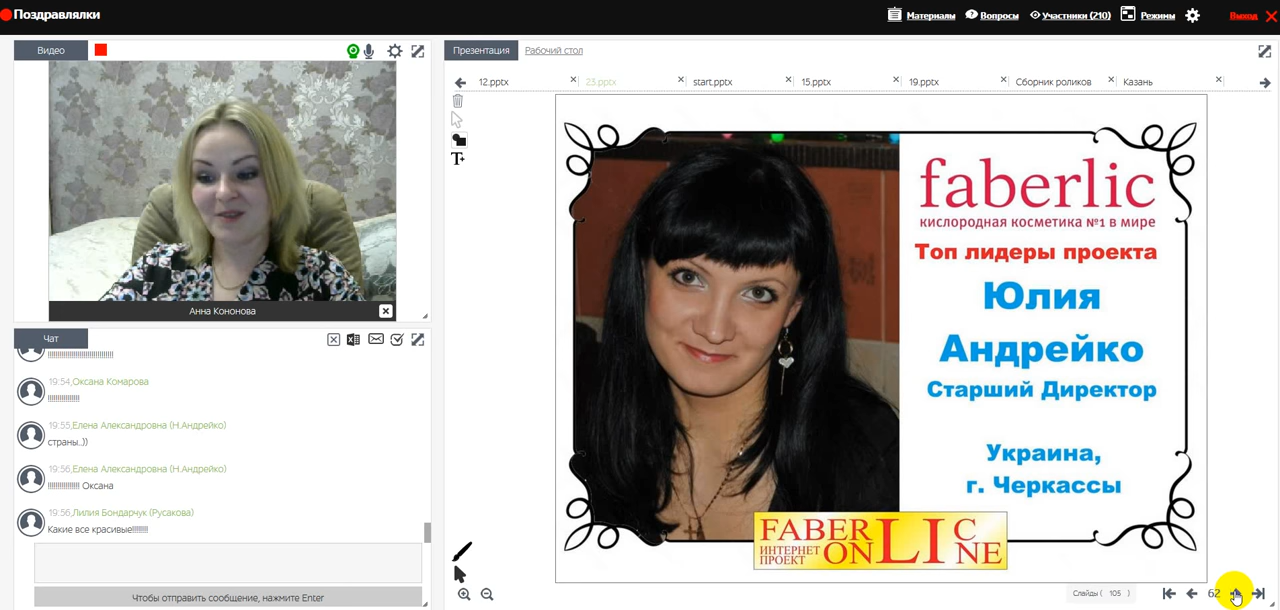 Поздравлялки
Материалы
Вопросы
Участники (210)
Режимы
Выход
Видео
Анна Кононова
Чат
!!!!!!!!!!!!!!!!!!!!!!!!!!!!!!!!!
19:54,Оксана Комарова
!!!!!!!!!!!!!!!!
19:55,Елена Александровна (Н.Андрейко)
страны..))
19:56,Елена Александровна (Н.Андрейко)
!!!!!!!!!!!!!!!! Оксана
19:56,Лилия Бондарчук (Русакова)
Какие все красивые!!!!!!!!
Чтобы отправить сообщение, нажмите Enter
Презентация
Рабочий стол
12.pptx
23.pptx
start.pptx
15.pptx
19.pptx
Сборник роликов
Казань
faberlic
кислородная косметика №1 в мире
Топ лидеры проекта
Юлия
Андрейко
Старший Директор
Украина,
г. Черкассы
FABERLIC
ИНТЕРНЕТ
ПРОЕКТ
ONLINE
Слайды ( 105 )
62